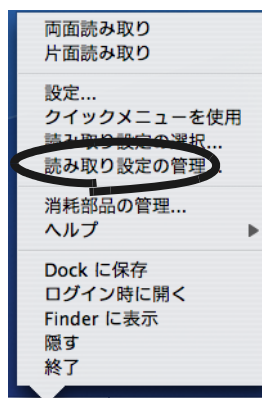 両面読み取り
片面読み取り
設定...
クイックメニューを使用
読み取り設定の選択...
読み取り設定の管理...
消耗部品の管理...
ヘルプ
Dock に保存
ログイン時に開く
Finder に表示
隠す
終了